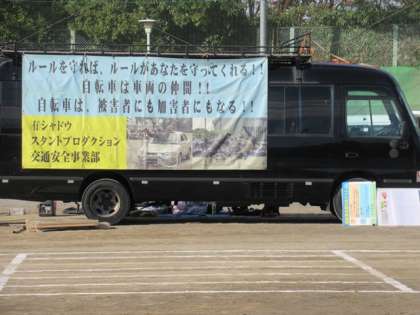 ルールを守れば、ルールがあなたを守ってくれる!!
自転車は車両の仲間!!
自転車は、被害者にも加害者にもなる!!
㈲シャドウ
スタントプロダクション
交通安全事業部